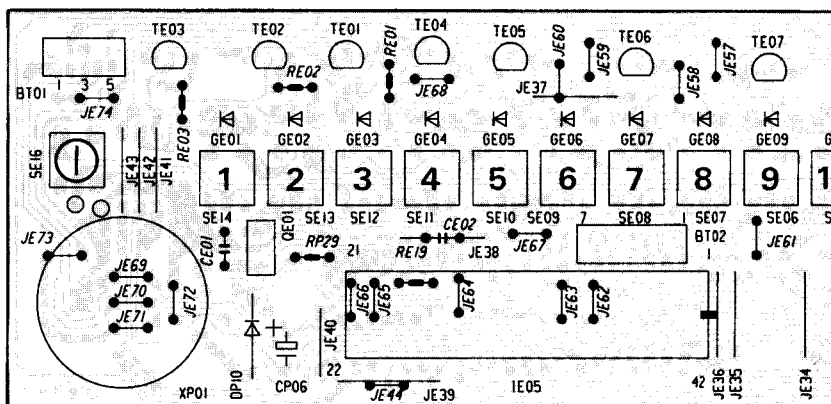 TE03 TE02 TE01 RE01 TE04 TE05 JE60 JE59 TE06 JE57 TE07
BT01 1 3 5 JE74 RE03 RE02 JE68 JE37 JE58
GE01 GE02 GE03 GE04 GE05 GE06 GE07 GE08 GE09 G
SE16 JE43 JE42 JE41 1 2 3 4 5 6 7 8 9 1
SE14 QE01 SE13 SE12 SE11 CE02 SE10 SE09 7 SE08 1 SE07 SE06 S
JE73 CE01 RP29 21 RE19 JE38 JE67 BT02 1 JE61
JE69
JE70 JE72 JE66 JE65 JE64 JE63 JE62
JE71 + JE40
XP01 DP10 CP06 22 JE44 JE39 IE05 42 JE36 JE35 JE34